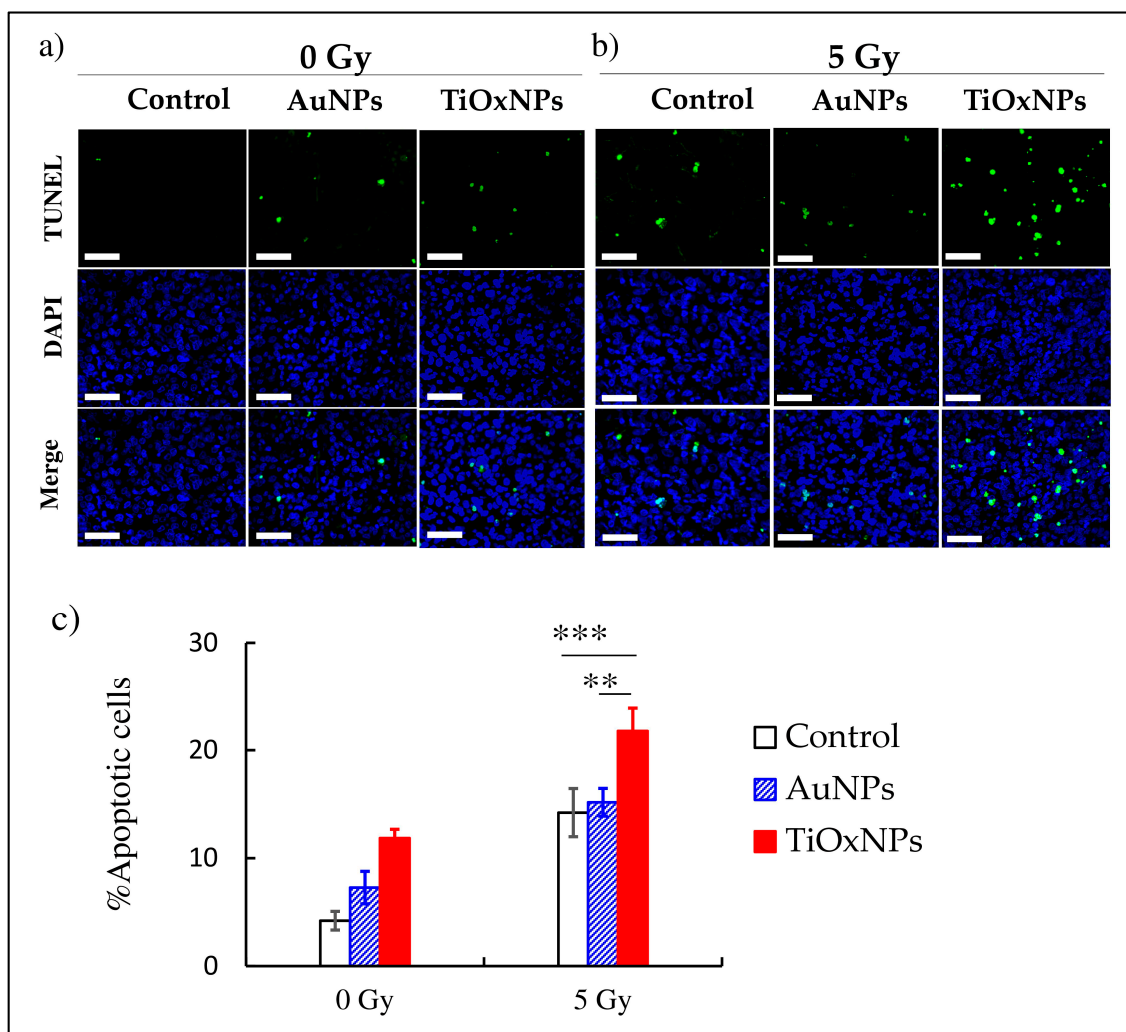 a)
0 Gy
b)
5 Gy
Control
AuNPs
TiOxNPs
Control
AuNPs
TiOxNPs
TUNEL
DAPI
Merge
c)
%Apoptotic cells
30
20
10
0
***
**
0 Gy
5 Gy
Control
AuNPs
TiOxNPs